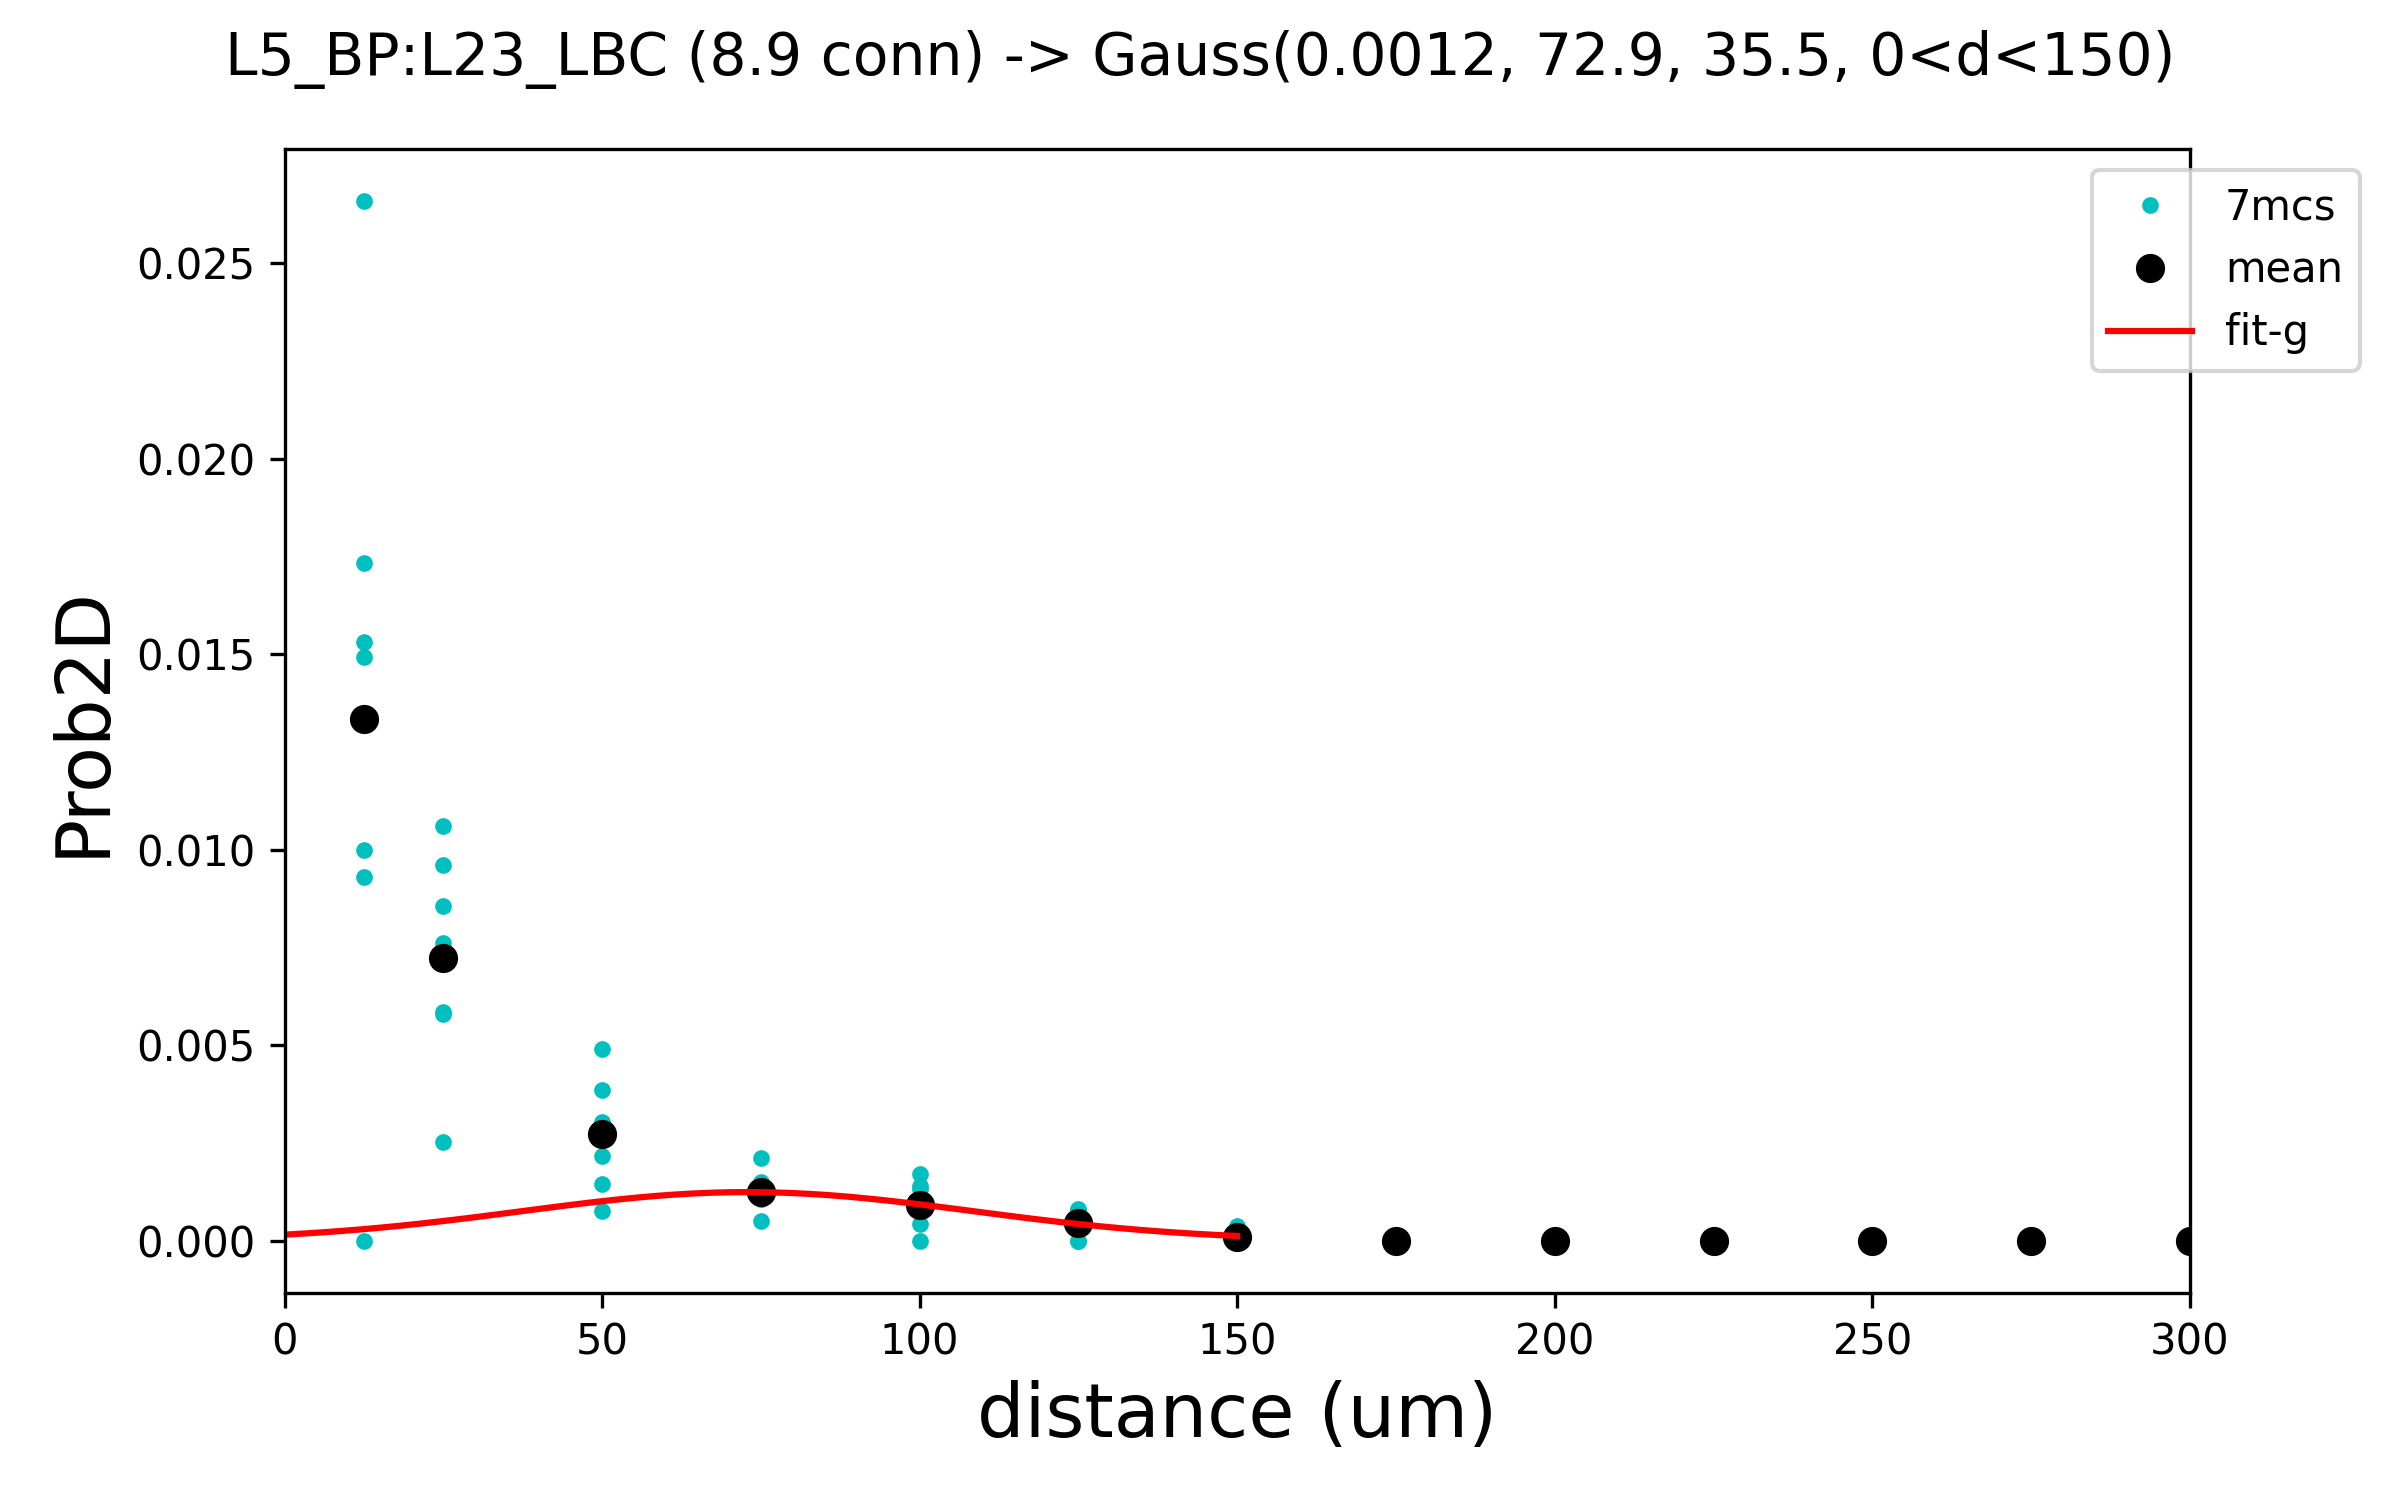 L5_BP:L23_LBC (8.9 conn) -> Gauss(0.0012, 72.9, 35.5, 0<d<150)
7mcs
mean
fit-g
Prob2D
0.025
0.020
0.015
0.010
0.005
0.000
0 50 100 150 200 250 300
distance (um)